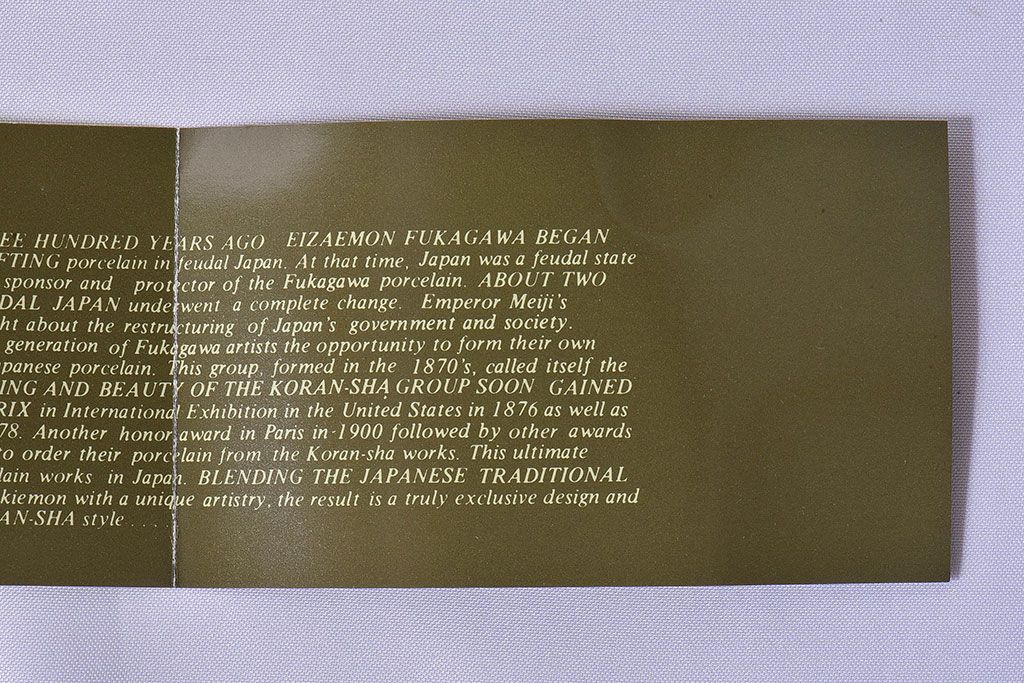 EE HUNDRED YEARS AGO EIZAEMON FUKAGAWA BEGAN
FTING porcelain in feudal Japan. At that time, Japan was a feudal state
sponsor and protector of the Fukagawa porcelain. ABOUT TWO
DAL JAPAN underwent a complete change. Emperor Meiji's
ht about the restructuring of Japan's government and society.
generation of Fukagawa artists the opportunity to form their own
panese porcelain. This group, formed in the 1870's, called itself the
ING AND BEAUTY OF THE KORAN-SHA GROUP SOON GAINED
RIX in International Exhibition in the United States in 1876 as well as
78. Another honor award in Paris in 1900 followed by other awards
to order their porcelain from the Koran-sha works. This ultimate
lain works in Japan. BLENDING THE JAPANESE TRADITIONAL
kiemon with a unique artistry, the result is a truly exclusive design and
AN-SHA style . . . .